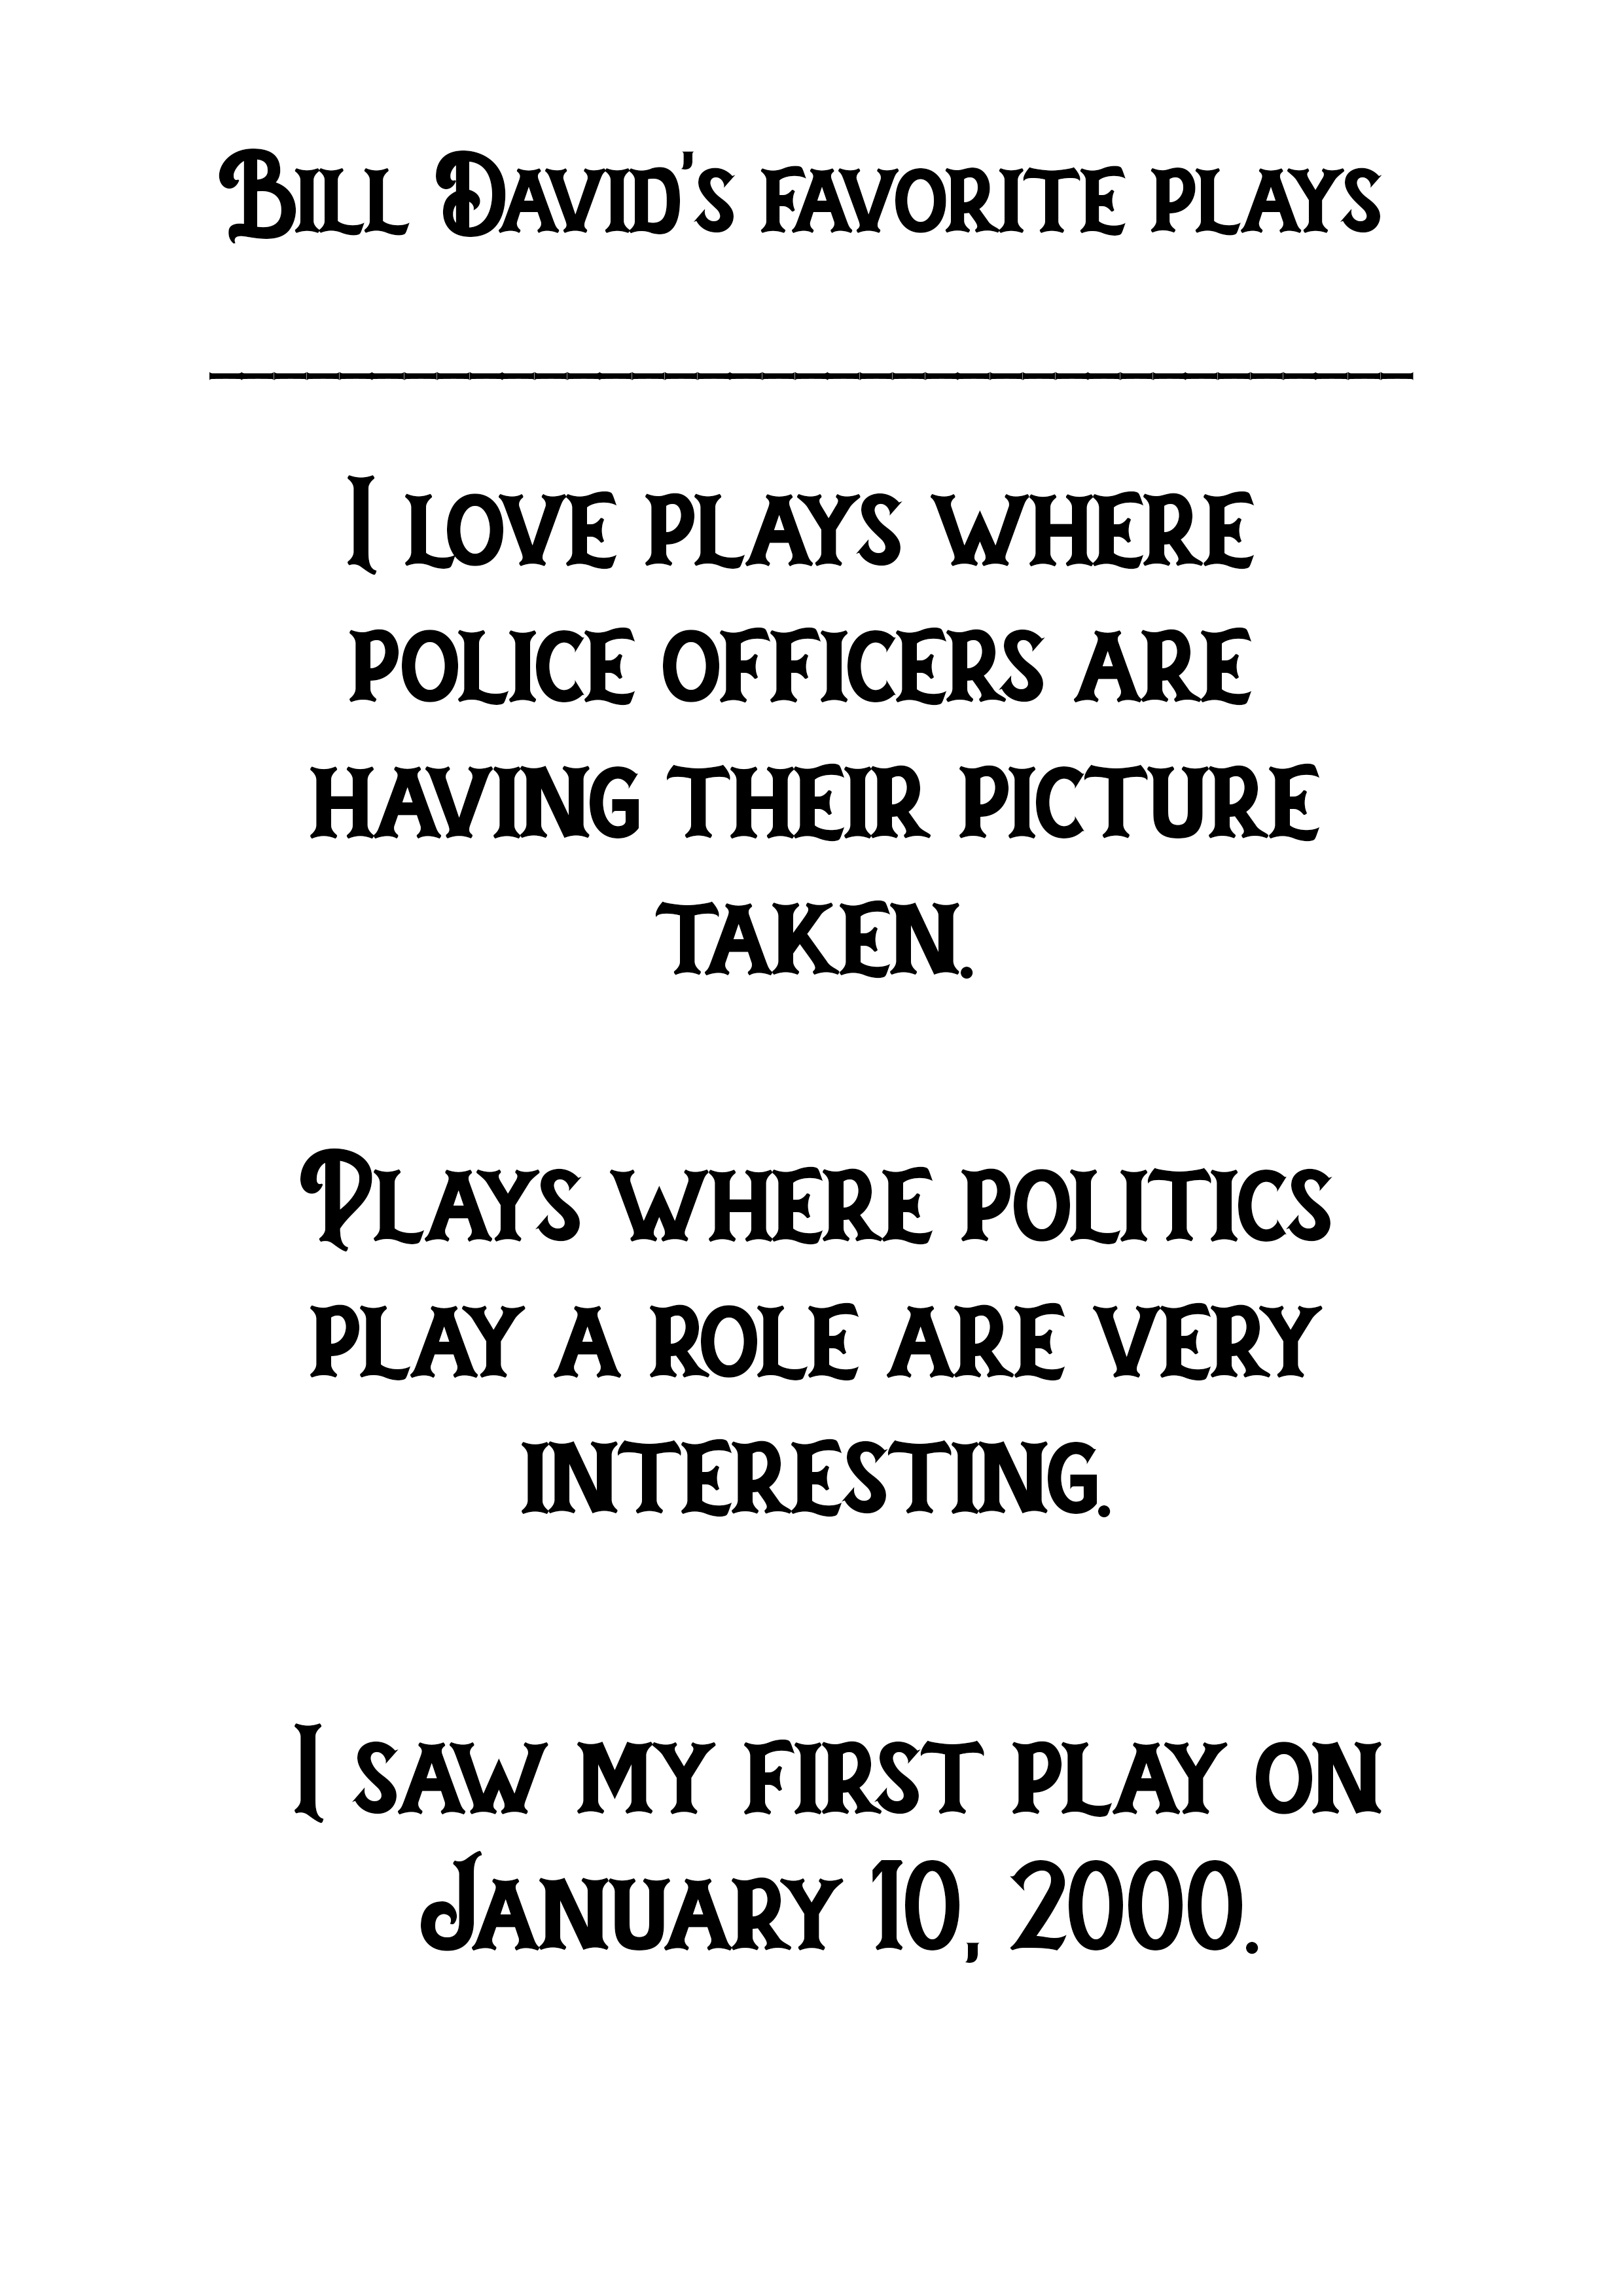 Bill David's favorite plays
I love plays where
police officers are
having their picture
taken.
Plays where politics
play a role are very
interesting.
I saw my first play on
January 10, 2000.